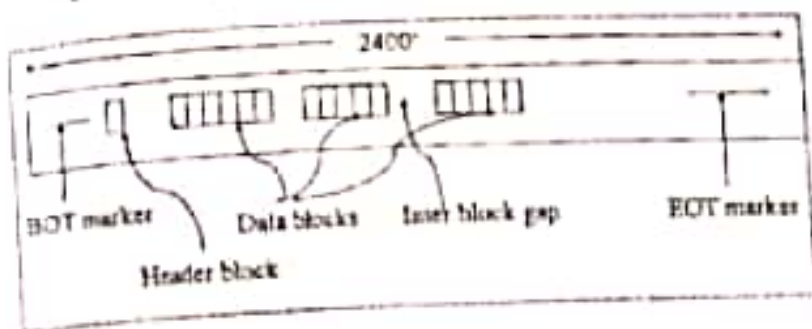 2400'
BOT marker
Data blocks
Inter block gap
EOT marker
Header block